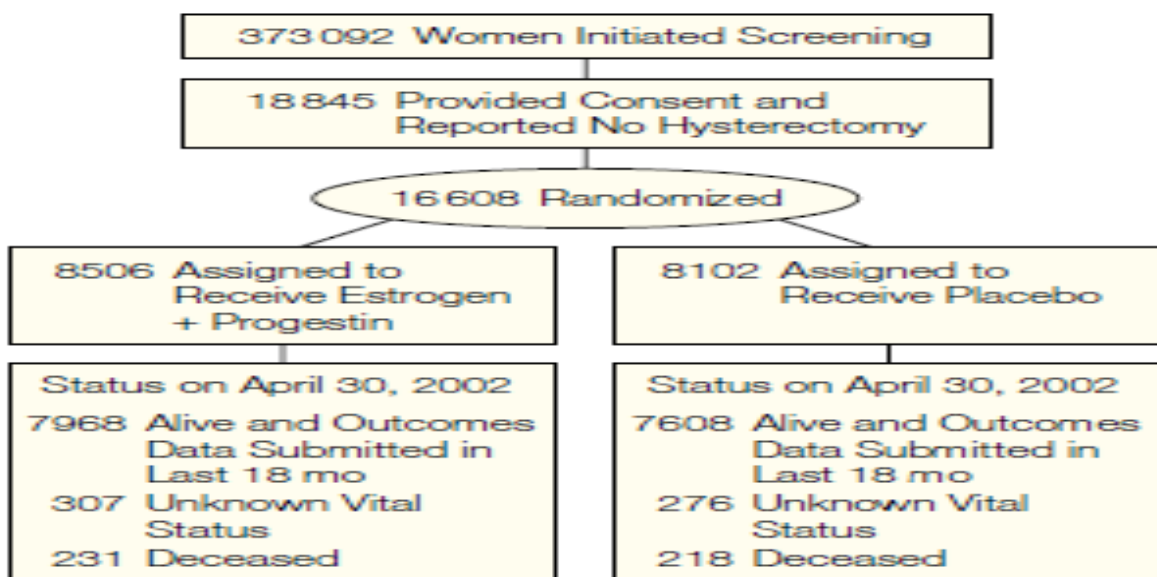 373 092 Women Initiated Screening
18 845 Provided Consent and
Reported No Hysterectomy
16 608 Randomized
8506 Assigned to
Receive Estrogen
+ Progestin
8102 Assigned to
Receive Placebo
Status on April 30, 2002
7968 Alive and Outcomes
Data Submitted in
Last 18 mo
307 Unknown Vital
Status
231 Deceased
Status on April 30, 2002
7608 Alive and Outcomes
Data Submitted in
Last 18 mo
276 Unknown Vital
Status
218 Deceased